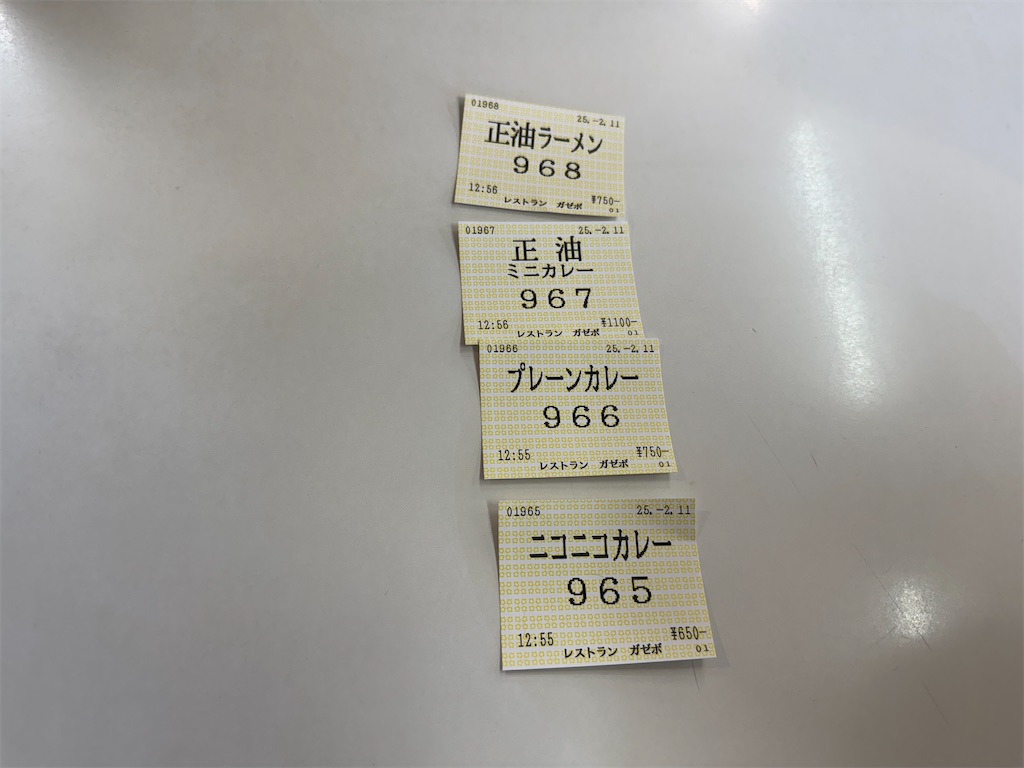 01968 25.-2.11
正油ラーメン
968
12:56 ¥750-
レストラン ガゼボ 01
01967 25.-2.11
正 油
ミニカレー
967
12:56 ¥1100-
レストラン ガゼボ 01
01966 25.-2.11
プレーンカレー
966
12:55 ¥750-
レストラン ガゼボ 01
01965 25.-2.11
ニコニコカレー
965
12:55 ¥650-
レストラン ガゼボ 01